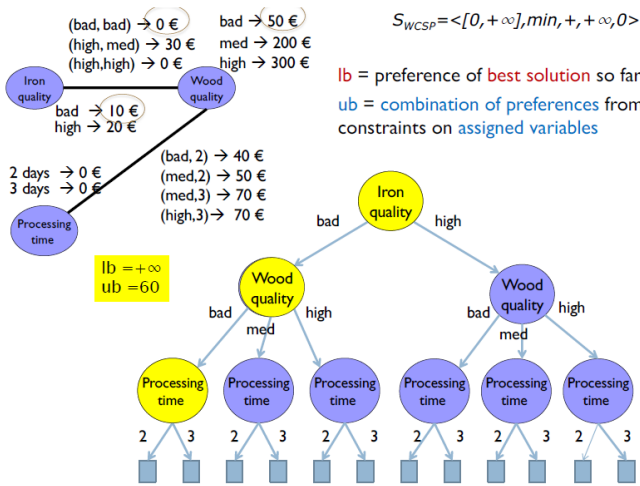 (bad, bad) → 0 €
(high, med) → 30 €
(high,high) → 0 €
bad → 50 €
med → 200 €
high → 300 €
S_WCSP=<[0,+∞],min,+,+∞,0>
Iron
quality
Wood
quality
bad → 10 €
high → 20 €
lb = preference of best solution so far
ub = combination of preferences from
constraints on assigned variables
2 days → 0 €
3 days → 0 €
(bad, 2) → 40 €
(med,2) → 50 €
(med,3) → 70 €
(high,3)→ 70 €
Processing
time
lb =+∞
ub =60
Iron
quality
bad
high
Wood
quality
Wood
quality
bad
med
high
bad
med
high
Processing
time
Processing
time
Processing
time
Processing
time
Processing
time
Processing
time
2 3 2 3 2 3 2 3 2 3 2 3